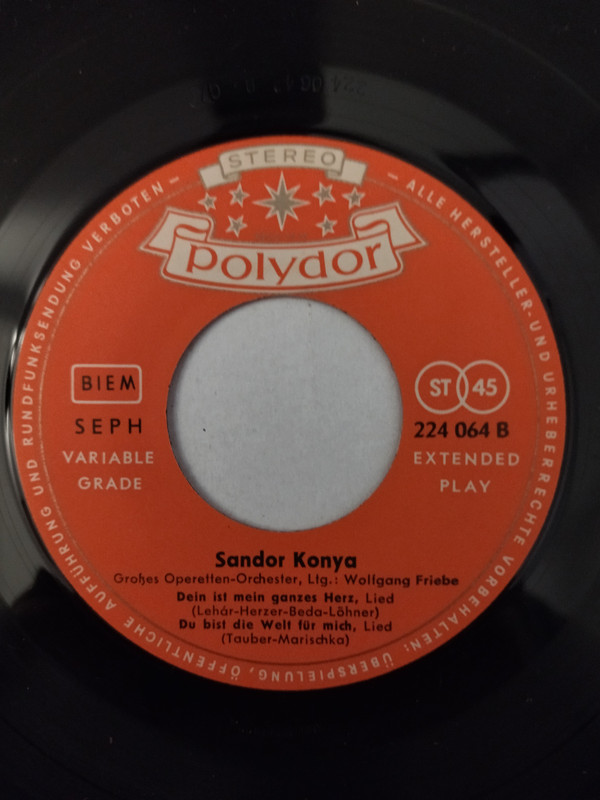 STEREO
polydor
— ALLE HERSTELLER- UND URHEBERRECHTE VORBEHALTEN: ÜBERSPIELUNG, ÖFFENTLICHE AUFFÜHRUNG UND RUNDFUNKSENDUNG VERBOTEN —
BIEM
SEPH
VARIABLE
GRADE
ST 45
224 064 B
EXTENDED
PLAY
Sandor Konya
Großes Operetten-Orchester, Ltg.: Wolfgang Friebe
Dein ist mein ganzes Herz, Lied
(Lehár-Herzer-Beda-Löhner)
Du bist die Welt für mich, Lied
(Tauber-Marischka)